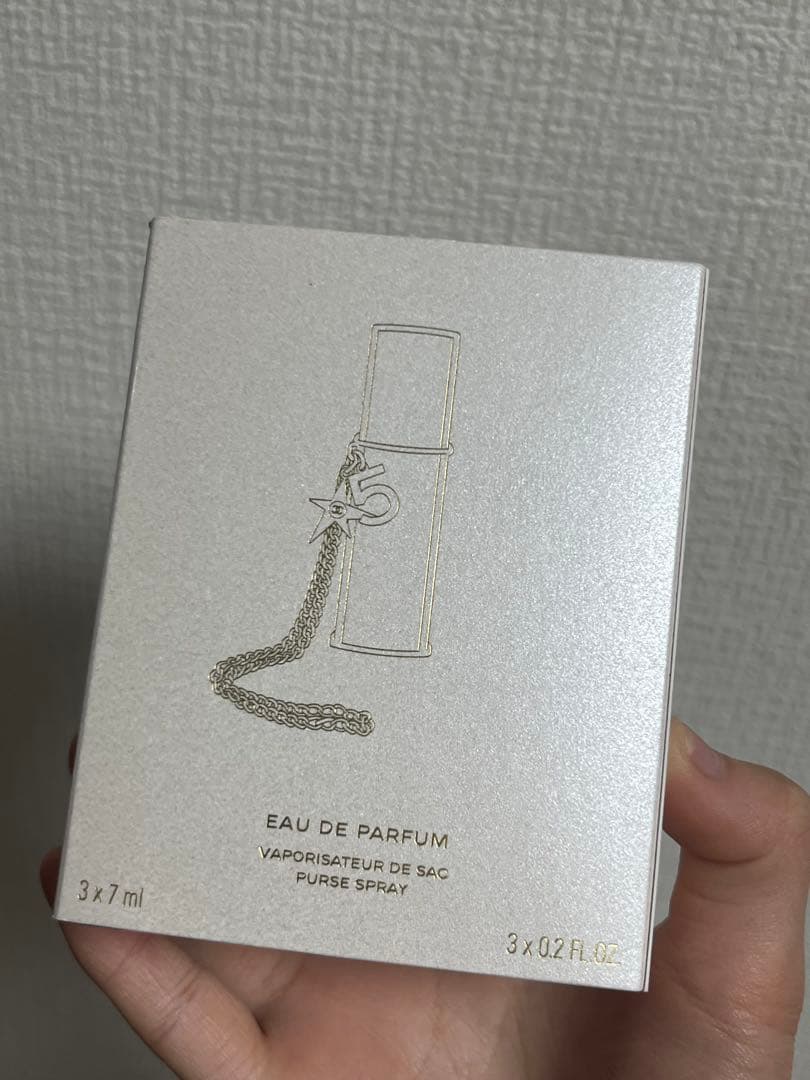 5
EAU DE PARFUM
VAPORISATEUR DE SAC
PURSE SPRAY
3 x 7 ml
3 x 0.2 FL.OZ.